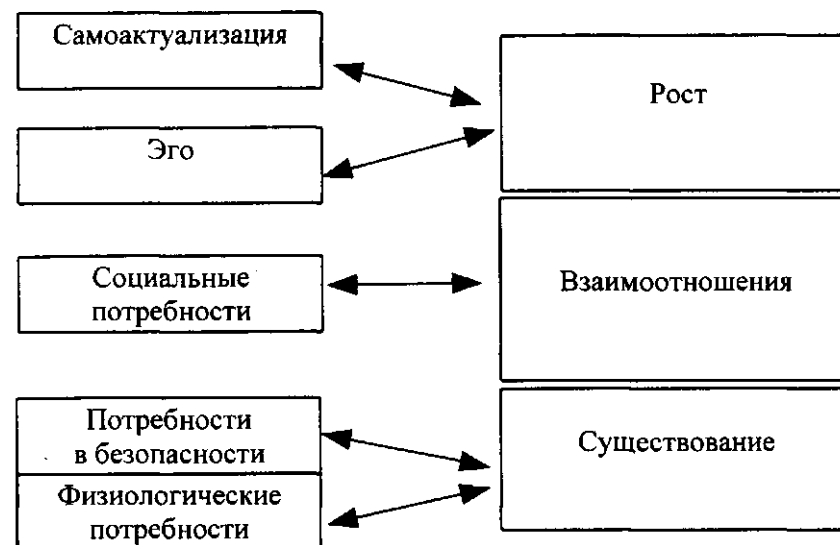 Самоактуализация
Эго
Социальные
потребности
Потребности
в безопасности
Физиологические
потребности
Рост
Взаимоотношения
Существование